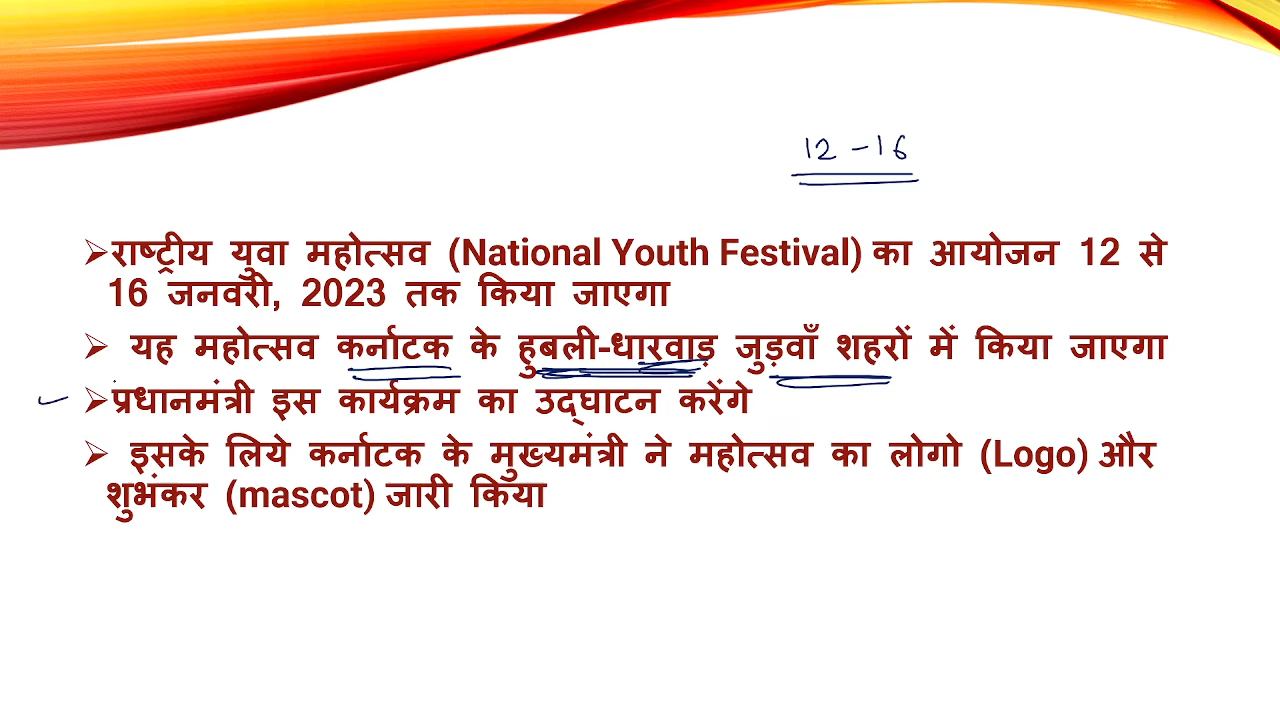 12 - 16
➢राष्ट्रीय युवा महोत्सव (National Youth Festival) का आयोजन 12 से
16 जनवरी, 2023 तक किया जाएगा
➢ यह महोत्सव कर्नाटक के हुबली-धारवाड़ जुड़वाँ शहरों में किया जाएगा
➢प्रधानमंत्री इस कार्यक्रम का उद्घाटन करेंगे
➢ इसके लिये कर्नाटक के मुख्यमंत्री ने महोत्सव का लोगो (Logo) और
शुभंकर (mascot) जारी किया